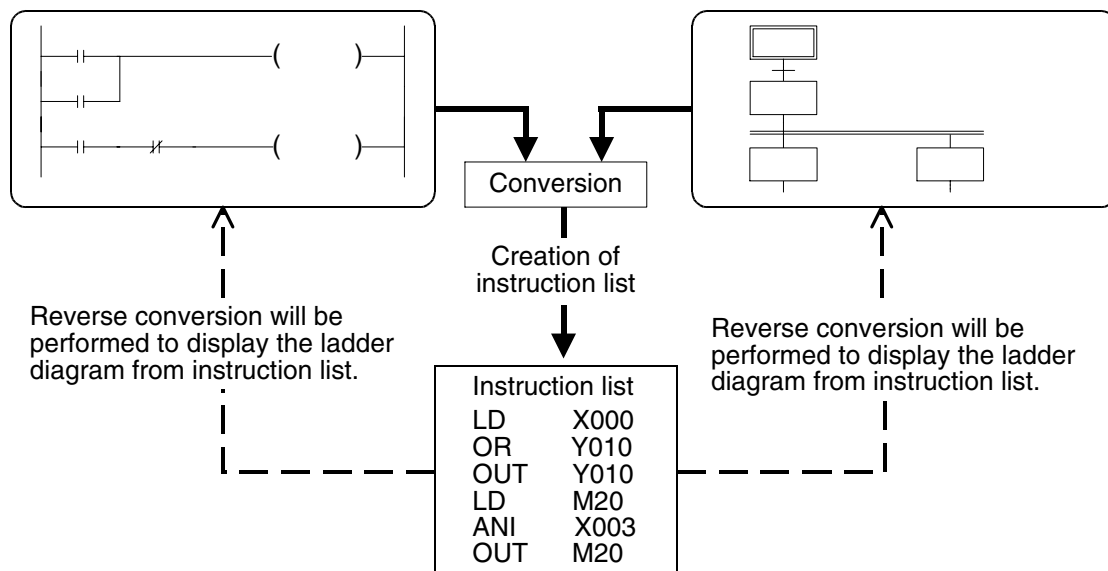 Conversion
Creation of
instruction list
Reverse conversion will be
performed to display the ladder
diagram from instruction list.
Reverse conversion will be
performed to display the ladder
diagram from instruction list.
Instruction list
LD X000
OR Y010
OUT Y010
LD M20
ANI X003
OUT M20